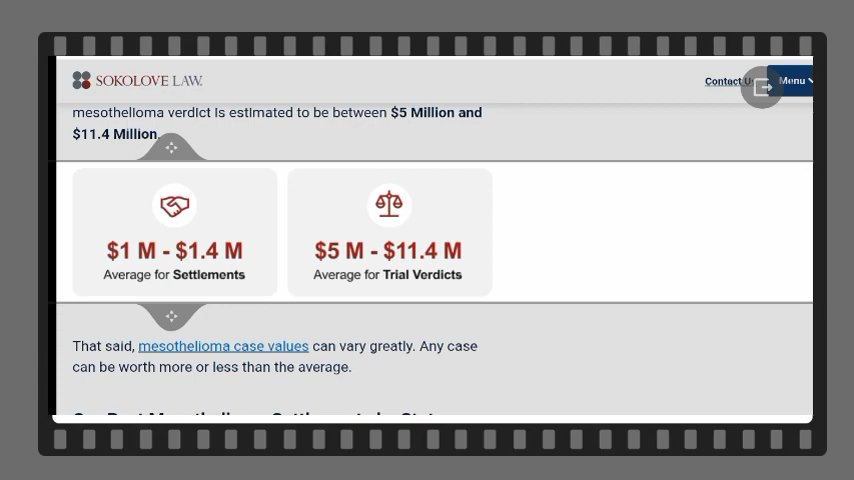 SOKOLOVE LAW
Contact Us
Menu
mesothelioma verdict is estimated to be between $5 Million and
$11.4 Million.
$1 M - $1.4 M
Average for Settlements
$5 M - $11.4 M
Average for Trial Verdicts
That said, mesothelioma case values can vary greatly. Any case
can be worth more or less than the average.